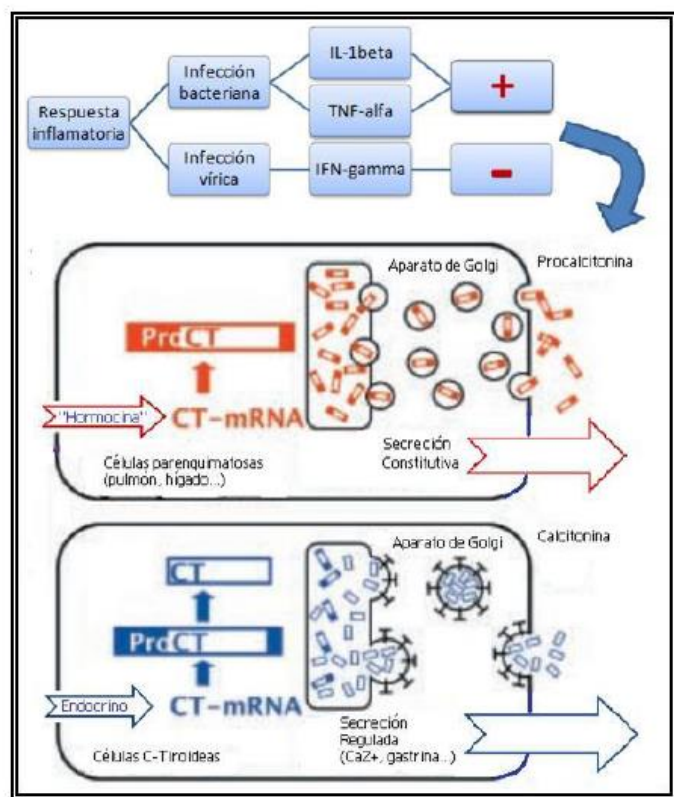 IL-1beta
Infección
bacteriana
TNF-alfa
+
Respuesta
inflamatoria
Infección
vírica
IFN-gamma
-
Aparato de Golgi
Procalcitonina
ProCT
"Hormocina"
CT-mRNA
Células parenquimatosas
(pulmón, hígado...)
Secreción
Constitutiva
Aparato de Golgi
Calcitonina
CT
ProCT
Endocrino
CT-mRNA
Células C-Tiroideas
Secreción
Regulada
(Ca2+, gastrina...)